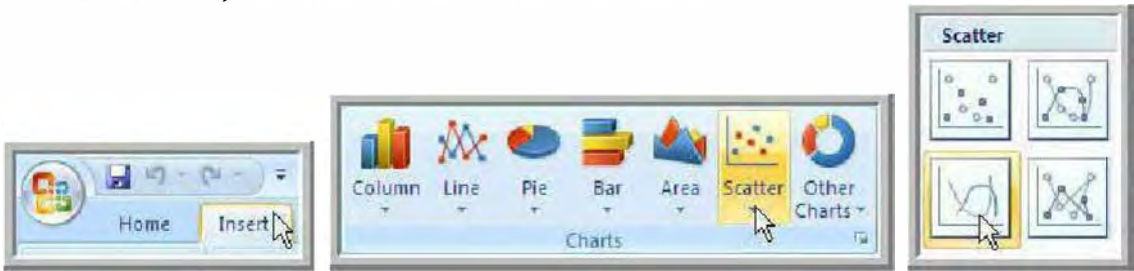 Home Insert
Column Line Pie Bar Area Scatter Other
Charts
Charts
Scatter